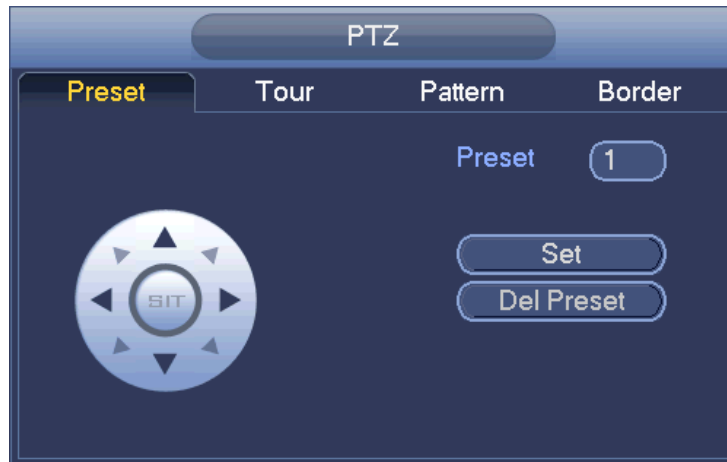 PTZ
Preset Tour Pattern Border
Preset 1
Set
SIT
Del Preset